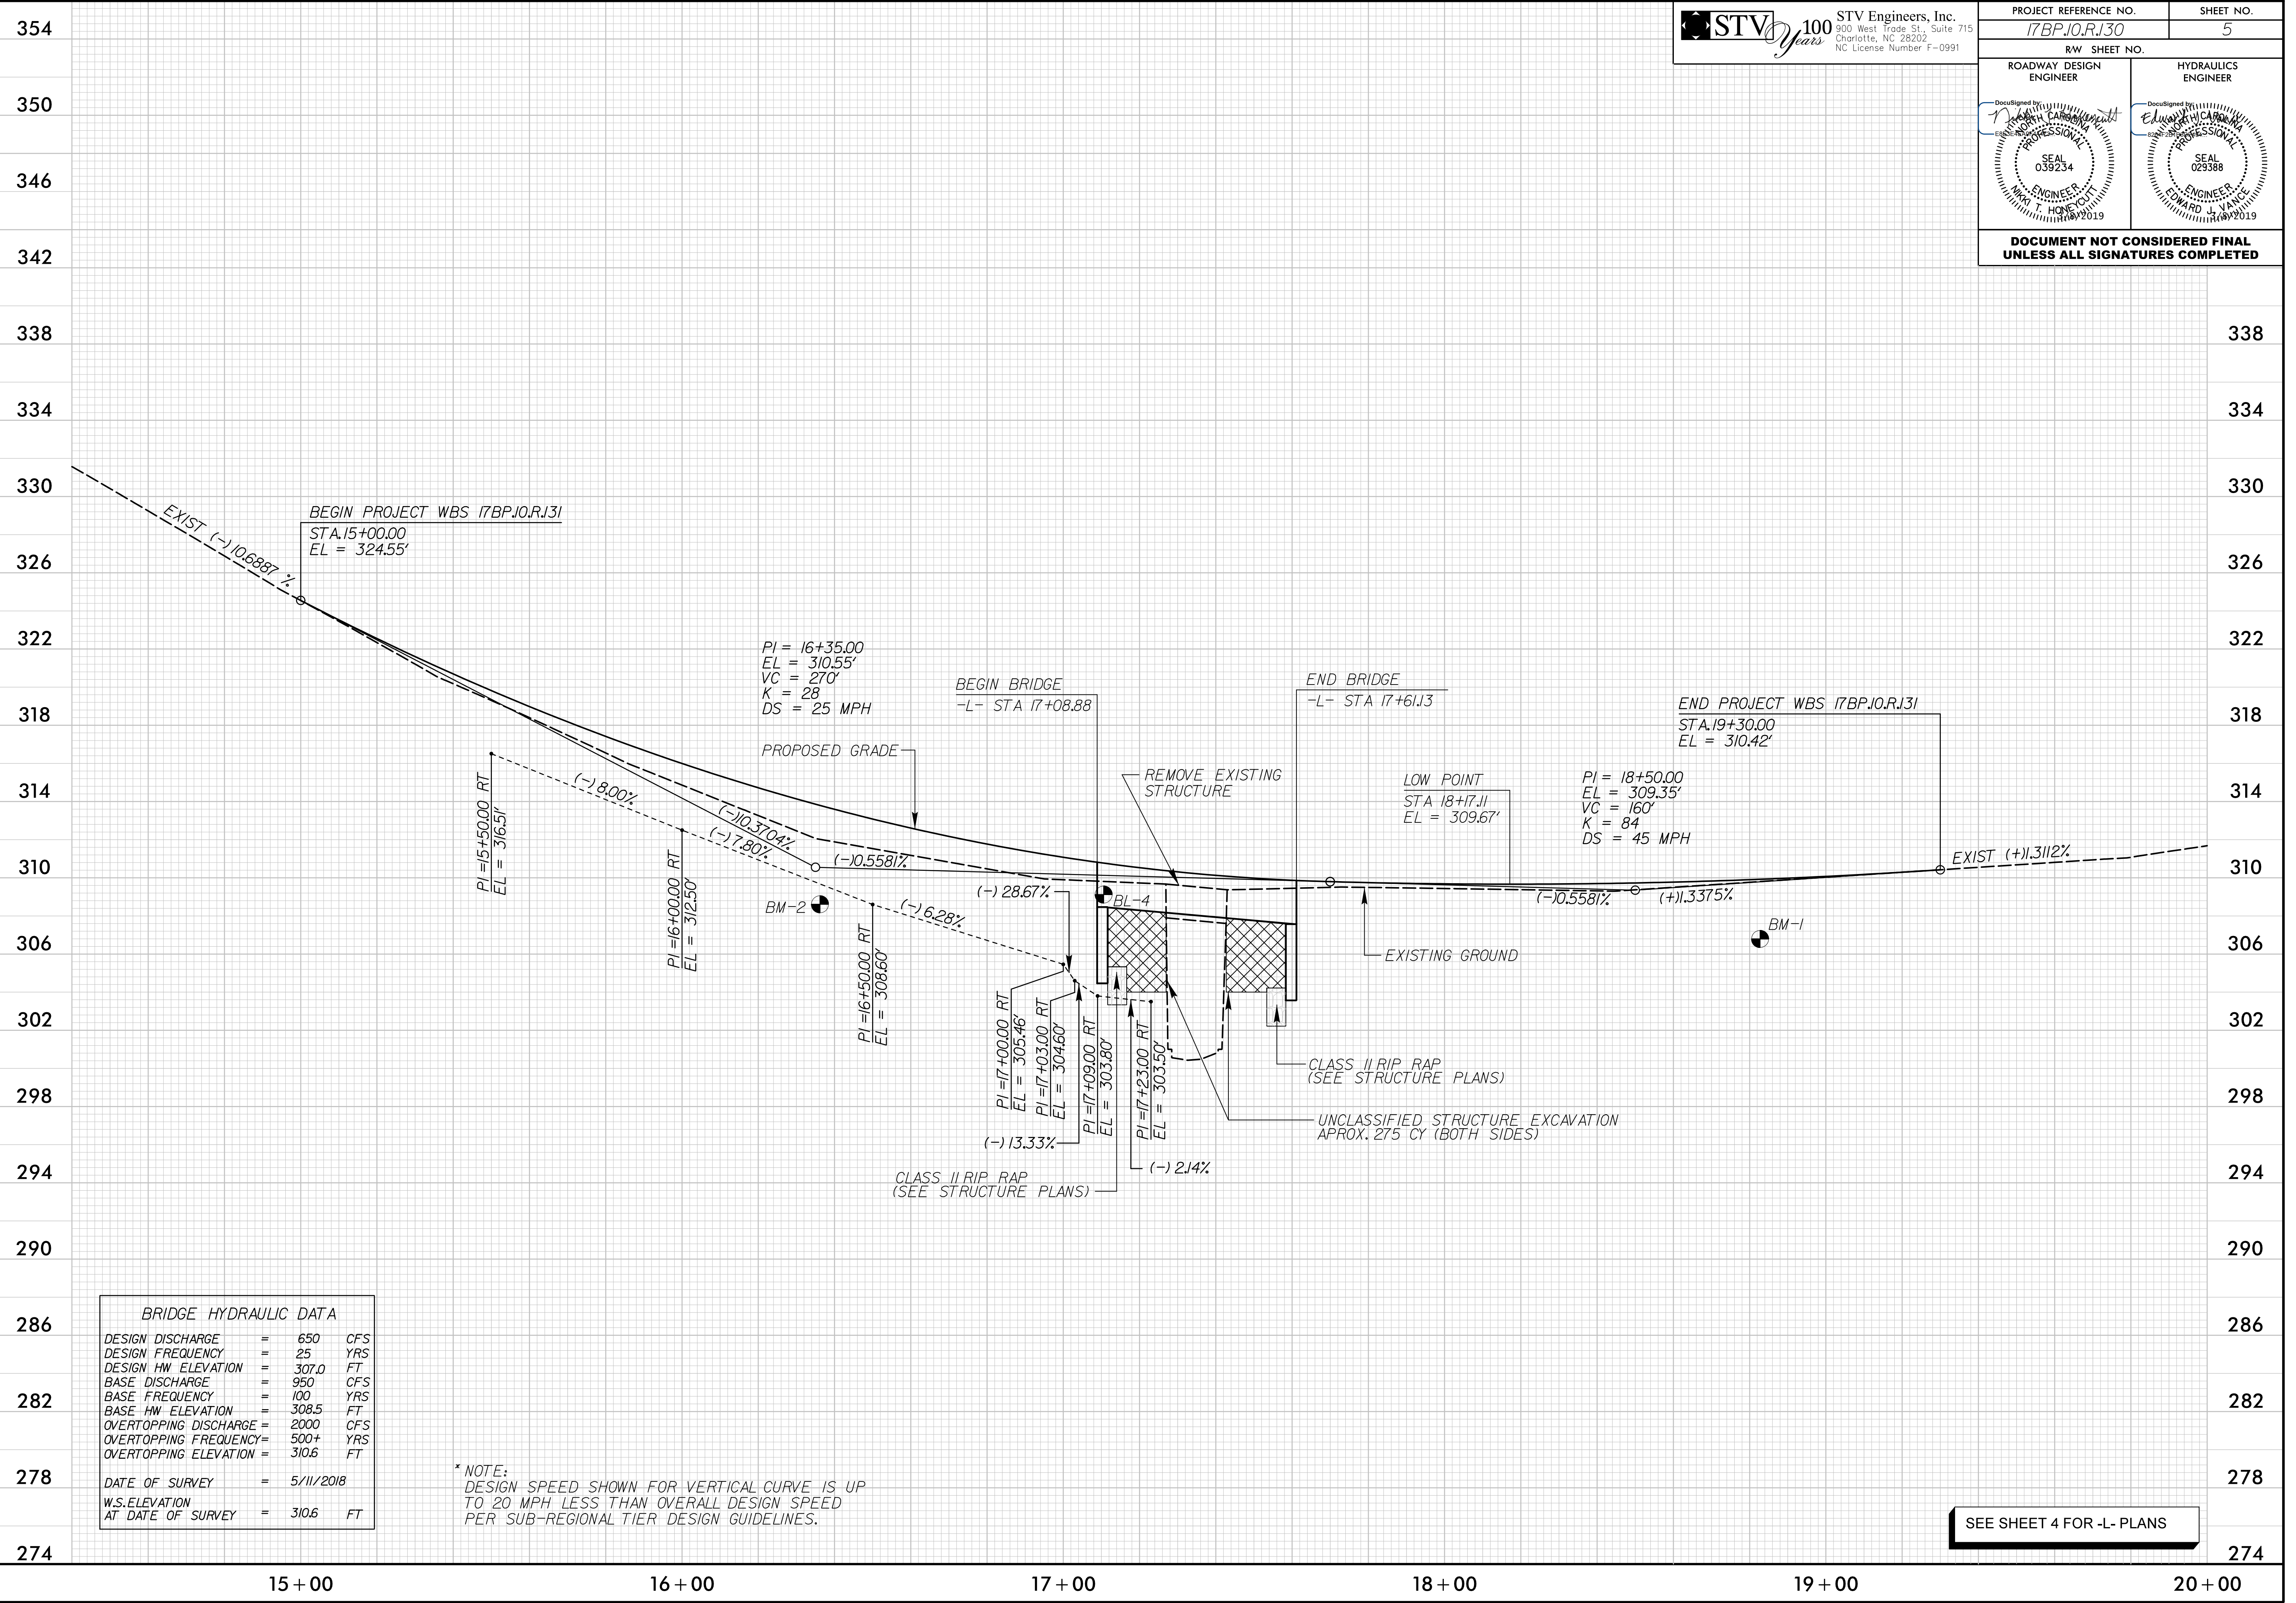 STV 100 Years
STV Engineers, Inc.
900 West Trade St., Suite 715
Charlotte, NC 28202
NC License Number F-0991
PROJECT REFERENCE NO.
SHEET NO.
17BP.10.R.130
5
R/W SHEET NO.
ROADWAY DESIGN
ENGINEER
HYDRAULICS
ENGINEER
DocuSigned by:
NORTH CAROLINA
PROFESSIONAL
SEAL
039234
ENGINEER
NIKKI T. HONEYCUTT
DocuSigned by:
NORTH CAROLINA
PROFESSIONAL
SEAL
029388
ENGINEER
EDWARD J. VANCE
DOCUMENT NOT CONSIDERED FINAL
UNLESS ALL SIGNATURES COMPLETED
354
350
346
342
338
338
334
334
330
330
326
326
322
322
318
318
314
314
310
310
306
306
302
302
298
298
294
294
290
290
286
286
282
282
278
278
274
274
EXIST (-)10.6887 %
BEGIN PROJECT WBS 17BP.10.R.131
STA.15+00.00
EL = 324.55'
PI = 16+35.00
EL = 310.55'
VC = 270'
K = 28
DS = 25 MPH
PROPOSED GRADE
BEGIN BRIDGE
-L- STA 17+08.88
END BRIDGE
-L- STA 17+61.13
REMOVE EXISTING
STRUCTURE
LOW POINT
STA 18+17.11
EL = 309.67'
PI = 18+50.00
EL = 309.35'
VC = 160'
K = 84
DS = 45 MPH
END PROJECT WBS 17BP.10.R.131
STA.19+30.00
EL = 310.42'
EXIST (+)1.3112%
(-)8.00%
(-)10.3704%
(-)7.80%
(-)0.5581%
(-)6.28%
(-)28.67%
(-)0.5581%
(+)1.3375%
BM-2
BL-4
BM-1
EXISTING GROUND
PI =15+50.00 RT
EL = 316.51'
PI =16+00.00 RT
EL = 312.50'
PI =16+50.00 RT
EL = 308.60'
PI =17+00.00 RT
EL = 305.46'
PI =17+03.00 RT
EL = 304.60'
PI =17+09.00 RT
EL = 303.80'
PI =17+23.00 RT
EL = 303.50'
(-)13.33%
(-)2.14%
CLASS II RIP RAP
(SEE STRUCTURE PLANS)
CLASS II RIP RAP
(SEE STRUCTURE PLANS)
UNCLASSIFIED STRUCTURE EXCAVATION
APROX. 275 CY (BOTH SIDES)
BRIDGE HYDRAULIC DATA
DESIGN DISCHARGE = 650 CFS
DESIGN FREQUENCY = 25 YRS
DESIGN HW ELEVATION = 307.0 FT
BASE DISCHARGE = 950 CFS
BASE FREQUENCY = 100 YRS
BASE HW ELEVATION = 308.5 FT
OVERTOPPING DISCHARGE = 2000 CFS
OVERTOPPING FREQUENCY = 500+ YRS
OVERTOPPING ELEVATION = 310.6 FT
DATE OF SURVEY = 5/11/2018
W.S.ELEVATION
AT DATE OF SURVEY = 310.6 FT
* NOTE:
DESIGN SPEED SHOWN FOR VERTICAL CURVE IS UP
TO 20 MPH LESS THAN OVERALL DESIGN SPEED
PER SUB-REGIONAL TIER DESIGN GUIDELINES.
SEE SHEET 4 FOR -L- PLANS
15+00
16+00
17+00
18+00
19+00
20+00